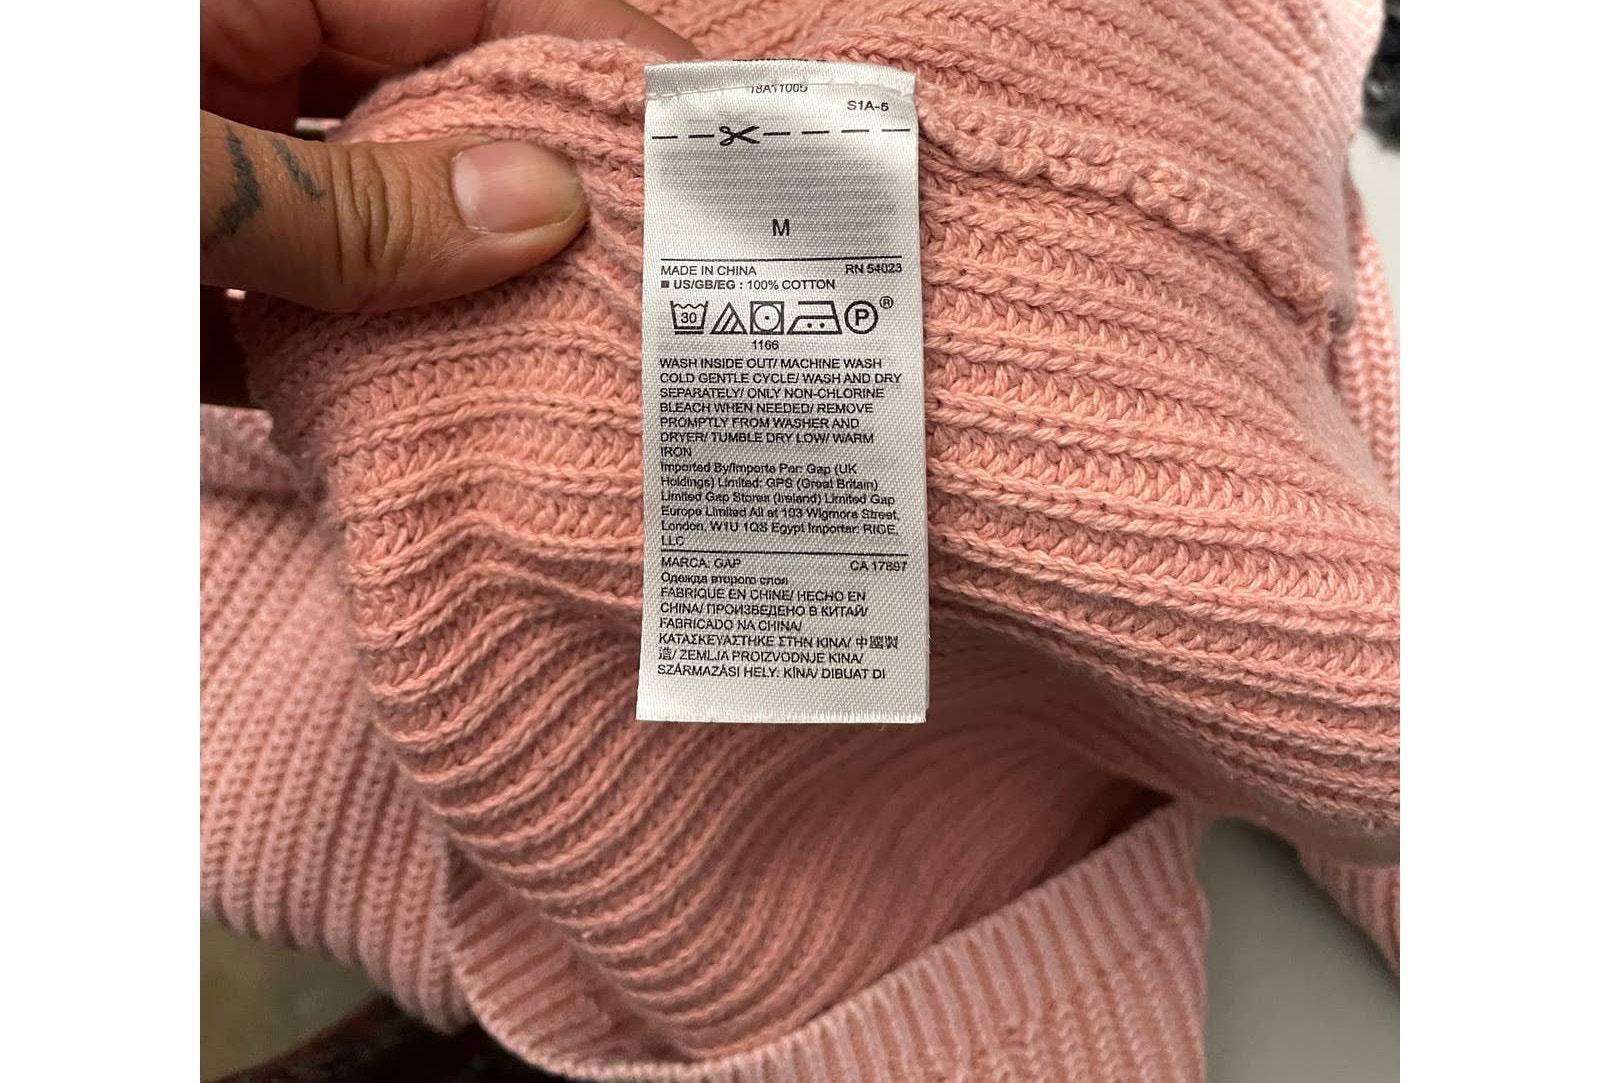 18A11005
S1A-5
M
MADE IN CHINA RN 54023
US/GB/EG : 100% COTTON
30 P®
1166
WASH INSIDE OUT/ MACHINE WASH
COLD GENTLE CYCLE/ WASH AND DRY
SEPARATELY/ ONLY NON-CHLORINE
BLEACH WHEN NEEDED/ REMOVE
PROMPTLY FROM WASHER AND
DRYER/ TUMBLE DRY LOW/ WARM
IRON
Imported By/Importe Par: Gap (UK
Holdings) Limited: GPS (Great Britain)
Limited Gap Stores (Ireland) Limited Gap
Europe Limited All at 103 Wigmore Street,
London, W1U 1QS Egypt Importer: RICE,
LLC
MARCA: GAP CA 17897
Одежда второго слоя
FABRIQUE EN CHINE/ HECHO EN
CHINA/ ПРОИЗВЕДЕНО В КИТАЙ/
FABRICADO NA CHINA/
ΚΑΤΑΣΚΕΥΑΣΤΗΚΕ ΣΤΗΝ ΚΙΝΑ/ 中國製
造/ ZEMLJA PROIZVODNJE KINA/
SZÁRMAZÁSI HELY: KÍNA/ DIBUAT DI